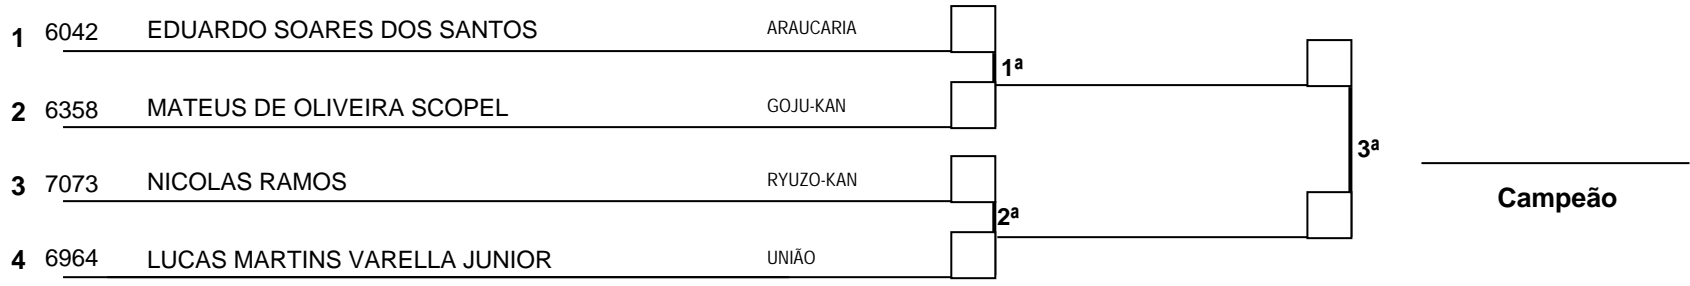 1 6042 EDUARDO SOARES DOS SANTOS ARAUCARIA
1ª
2 6358 MATEUS DE OLIVEIRA SCOPEL GOJU-KAN
3ª
3 7073 NICOLAS RAMOS RYUZO-KAN
Campeão
2ª
4 6964 LUCAS MARTINS VARELLA JUNIOR UNIÃO